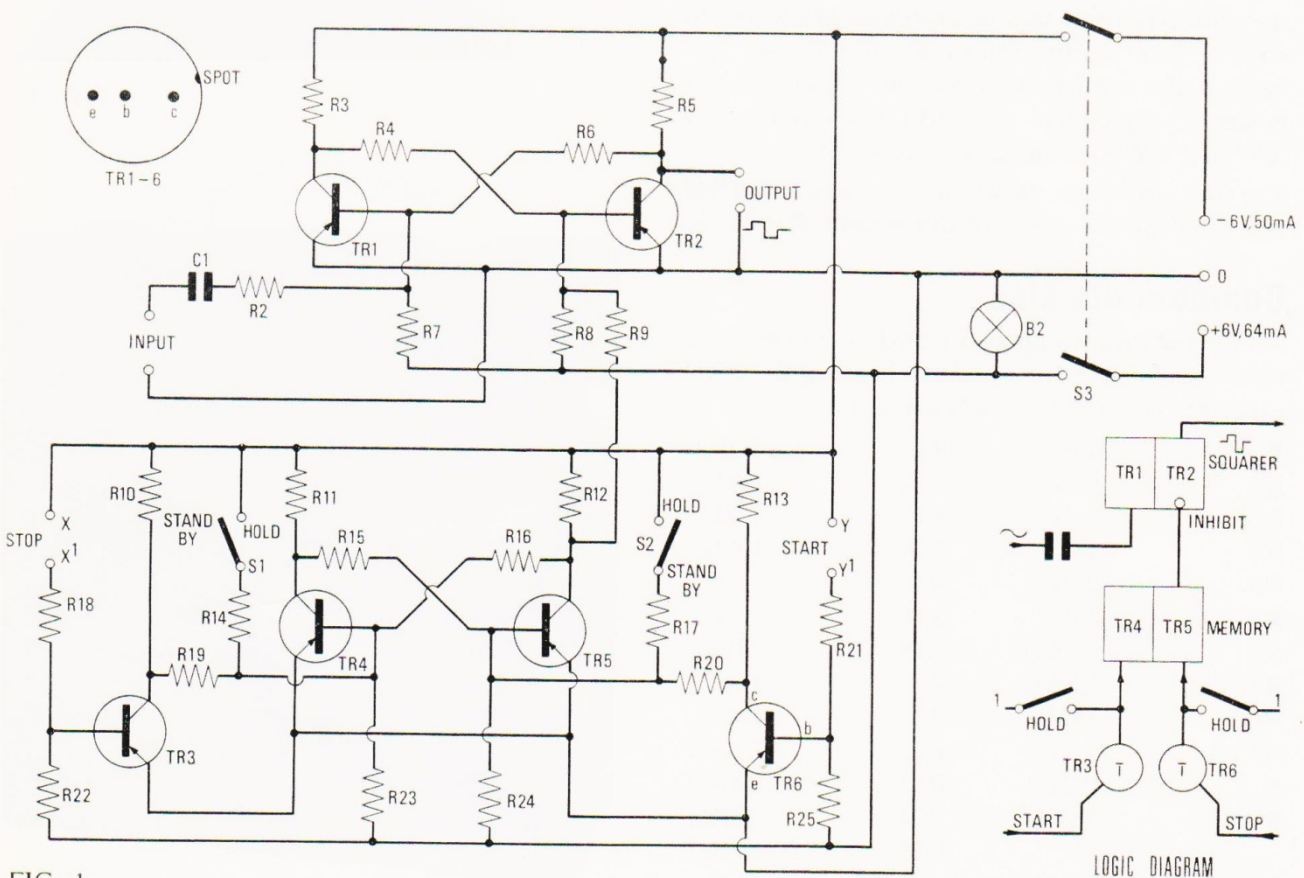 SPOT
e b c
TR1-6
R3
R4
R6
R5
TR1
TR2
OUTPUT
-6V,50mA
0
+6V,64mA
C1
R2
INPUT
R7
R8
R9
B2
S3
R10
R11
R12
R13
STOP
X
X1
STAND BY
HOLD
S1
R14
R15
R16
HOLD
S2
STAND BY
R17
Y
START
Y1
R18
R19
TR4
TR5
R20
R21
TR3
c
b
e
TR6
R22
R23
R24
R25
TR1
TR2
SQUARER
INHIBIT
TR4
TR5
MEMORY
1
HOLD
HOLD
1
TR3
T̅
T̅
TR6
START
STOP
LOGIC DIAGRAM